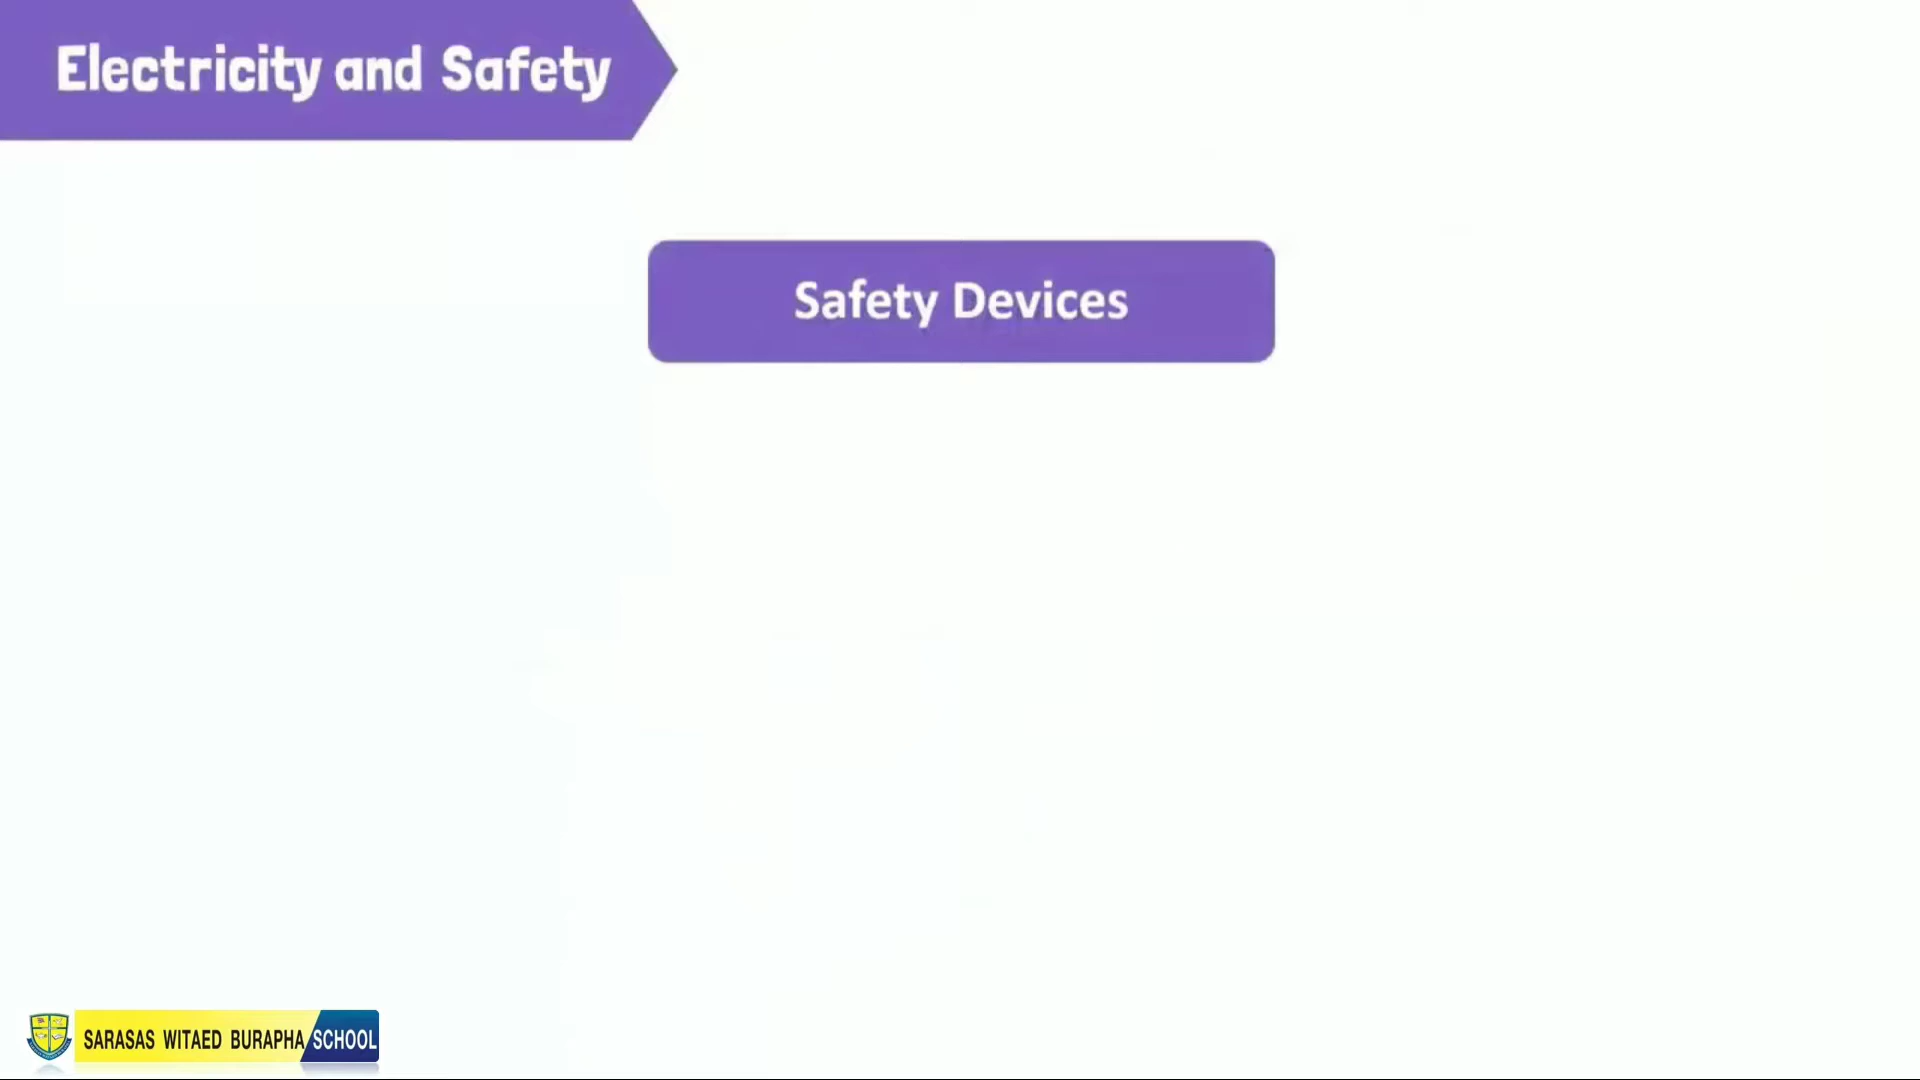 Electricity and Safety
Safety Devices
SARASAS WITAED BURAPHA SCHOOL